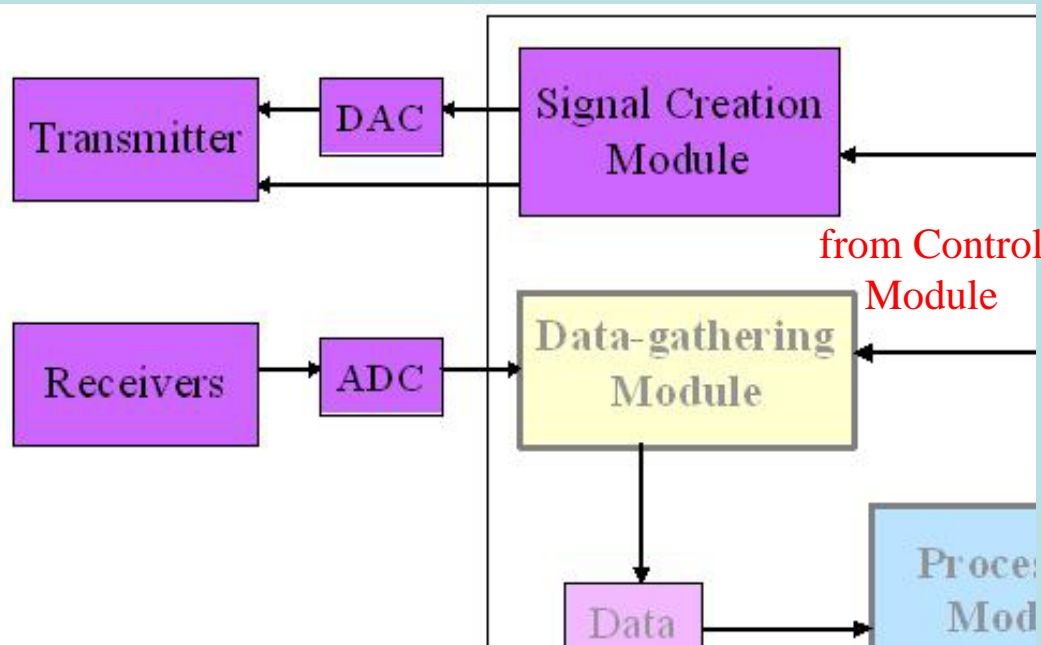 Transmitter
DAC
Signal Creation
Module
from Control
Module
Receivers
ADC
Data-gathering
Module
Data